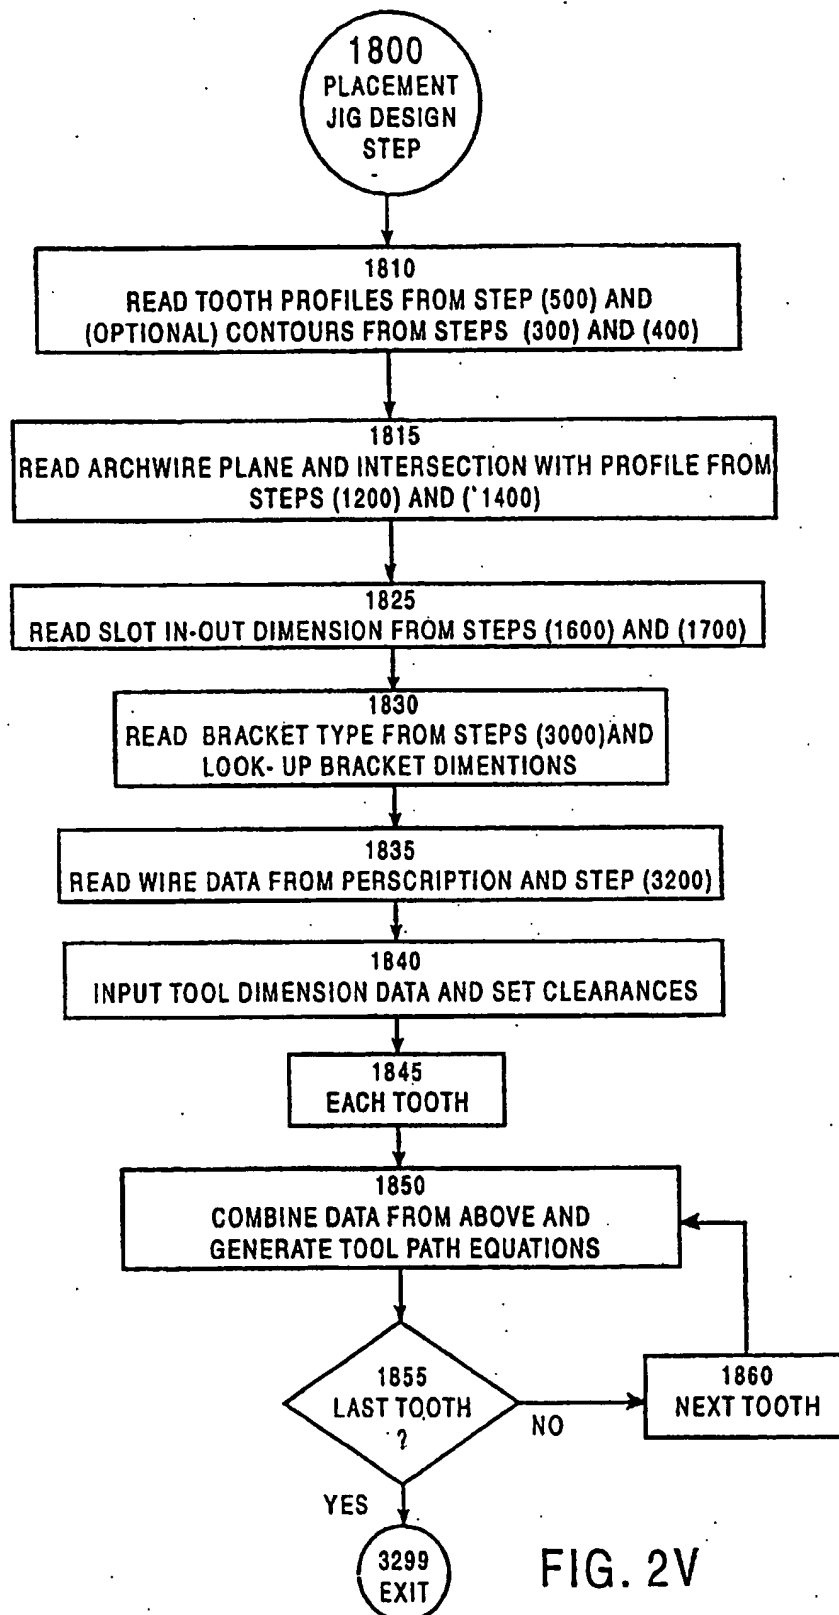 1800
PLACEMENT
JIG DESIGN
STEP
1810
READ TOOTH PROFILES FROM STEP (500) AND
(OPTIONAL) CONTOURS FROM STEPS (300) AND (400)
1815
READ ARCHWIRE PLANE AND INTERSECTION WITH PROFILE FROM
STEPS (1200) AND (1400)
1825
READ SLOT IN-OUT DIMENSION FROM STEPS (1600) AND (1700)
1830
READ BRACKET TYPE FROM STEPS (3000)AND
LOOK-UP BRACKET DIMENTIONS
1835
READ WIRE DATA FROM PERSCRIPTION AND STEP (3200)
1840
INPUT TOOL DIMENSION DATA AND SET CLEARANCES
1845
EACH TOOTH
1850
COMBINE DATA FROM ABOVE AND
GENERATE TOOL PATH EQUATIONS
1855
LAST TOOTH
?
NO
1860
NEXT TOOTH
YES
3299
EXIT
FIG. 2V